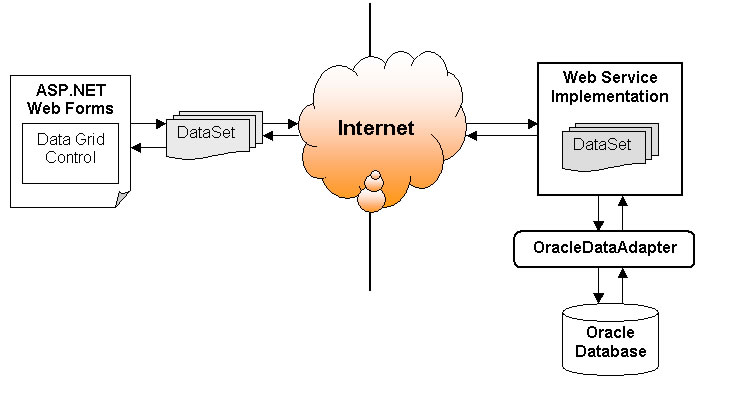 ASP.NET
Web Forms
Data Grid
Control
DataSet
Internet
Web Service
Implementation
DataSet
OracleDataAdapter
Oracle
Database